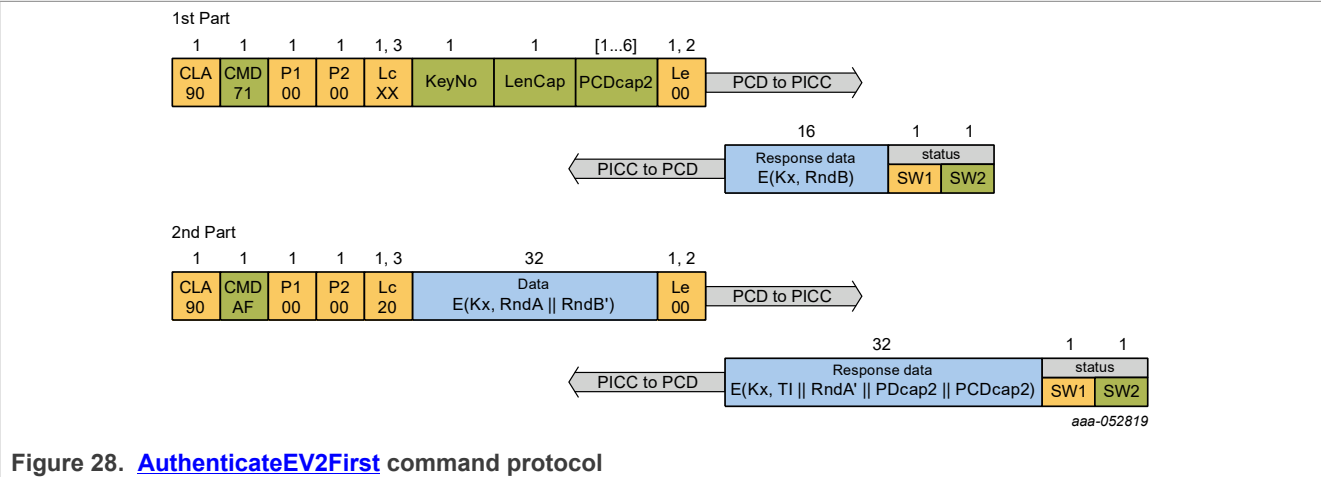 1st Part
1 1 1 1 1, 3 1 1 [1...6] 1, 2
CLA CMD P1 P2 Lc KeyNo LenCap PCDcap2 Le PCD to PICC
90 71 00 00 XX 00
16 1 1
PICC to PCD Response data status
E(Kx, RndB) SW1 SW2
2nd Part
1 1 1 1 1, 3 32 1, 2
CLA CMD P1 P2 Lc Data Le PCD to PICC
90 AF 00 00 20 E(Kx, RndA || RndB') 00
32 1 1
PICC to PCD Response data status
E(Kx, TI || RndA' || PDcap2 || PCDcap2) SW1 SW2
aaa-052819
Figure 28. AuthenticateEV2First command protocol